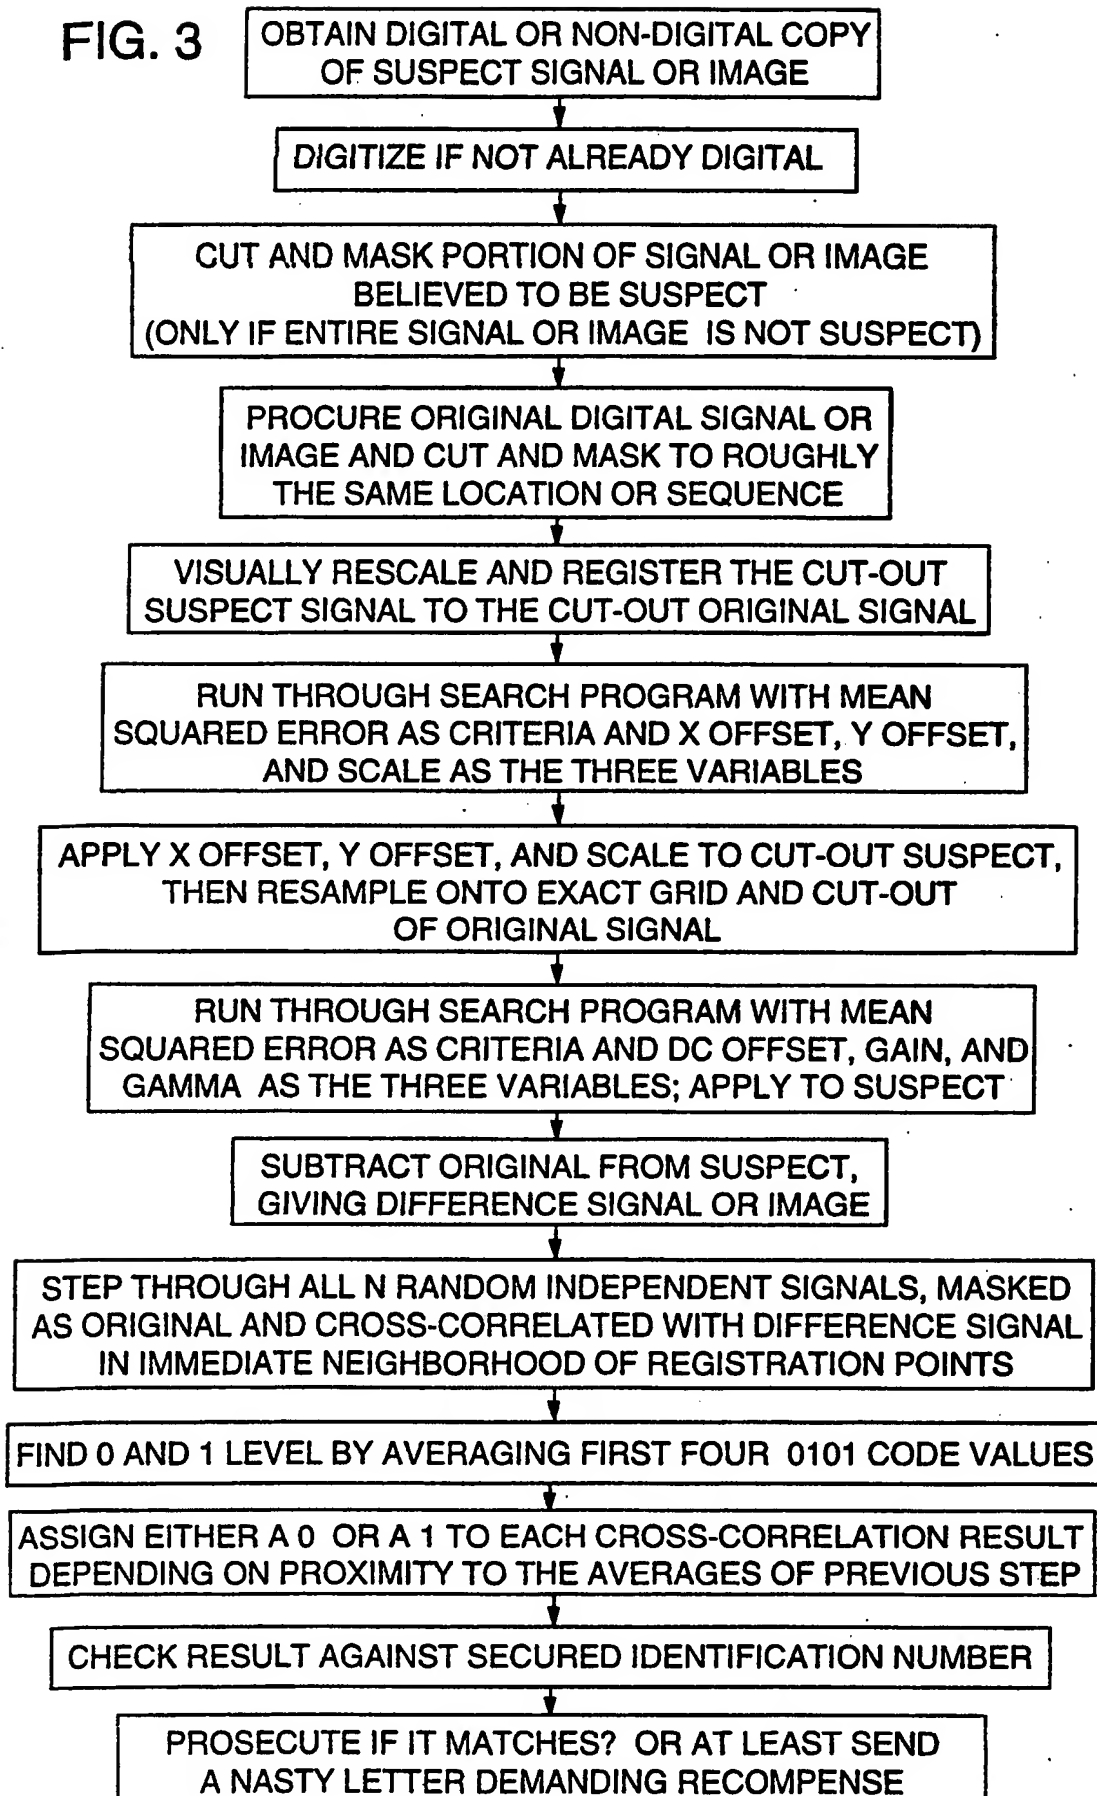 FIG. 3
OBTAIN DIGITAL OR NON-DIGITAL COPY
OF SUSPECT SIGNAL OR IMAGE
DIGITIZE IF NOT ALREADY DIGITAL
CUT AND MASK PORTION OF SIGNAL OR IMAGE
BELIEVED TO BE SUSPECT
(ONLY IF ENTIRE SIGNAL OR IMAGE IS NOT SUSPECT)
PROCURE ORIGINAL DIGITAL SIGNAL OR
IMAGE AND CUT AND MASK TO ROUGHLY
THE SAME LOCATION OR SEQUENCE
VISUALLY RESCALE AND REGISTER THE CUT-OUT
SUSPECT SIGNAL TO THE CUT-OUT ORIGINAL SIGNAL
RUN THROUGH SEARCH PROGRAM WITH MEAN
SQUARED ERROR AS CRITERIA AND X OFFSET, Y OFFSET,
AND SCALE AS THE THREE VARIABLES
APPLY X OFFSET, Y OFFSET, AND SCALE TO CUT-OUT SUSPECT,
THEN RESAMPLE ONTO EXACT GRID AND CUT-OUT
OF ORIGINAL SIGNAL
RUN THROUGH SEARCH PROGRAM WITH MEAN
SQUARED ERROR AS CRITERIA AND DC OFFSET, GAIN, AND
GAMMA AS THE THREE VARIABLES; APPLY TO SUSPECT
SUBTRACT ORIGINAL FROM SUSPECT,
GIVING DIFFERENCE SIGNAL OR IMAGE
STEP THROUGH ALL N RANDOM INDEPENDENT SIGNALS, MASKED
AS ORIGINAL AND CROSS-CORRELATED WITH DIFFERENCE SIGNAL
IN IMMEDIATE NEIGHBORHOOD OF REGISTRATION POINTS
FIND 0 AND 1 LEVEL BY AVERAGING FIRST FOUR 0101 CODE VALUES
ASSIGN EITHER A 0 OR A 1 TO EACH CROSS-CORRELATION RESULT
DEPENDING ON PROXIMITY TO THE AVERAGES OF PREVIOUS STEP
CHECK RESULT AGAINST SECURED IDENTIFICATION NUMBER
PROSECUTE IF IT MATCHES? OR AT LEAST SEND
A NASTY LETTER DEMANDING RECOMPENSE